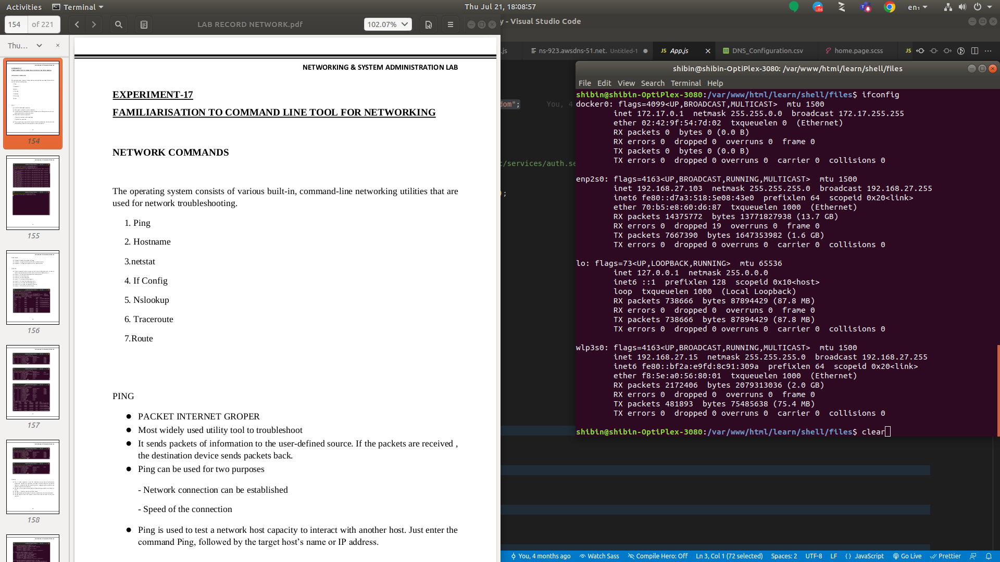 Activities Terminal Thu Jul 21, 18:08:57 en₁
154 of 221 LAB RECORD NETWORK.pdf 102.07%
Thu...
154
155
156
157
158
NETWORKING & SYSTEM ADMINISTRATION LAB
EXPERIMENT-17
FAMILIARISATION TO COMMAND LINE TOOL FOR NETWORKING
NETWORK COMMANDS
The operating system consists of various built-in, command-line networking utilities that are
used for network troubleshooting.
1. Ping
2. Hostname
3.netstat
4. If Config
5. Nslookup
6. Traceroute
7.Route
PING
● PACKET INTERNET GROPER
● Most widely used utility tool to troubleshoot
● It sends packets of information to the user-defined source. If the packets are received ,
the destination device sends packets back.
● Ping can be used for two purposes
- Network connection can be established
- Speed of the connection
● Ping is used to test a network host capacity to interact with another host. Just enter the
command Ping, followed by the target host's name or IP address.
y - Visual Studio Code
.js ns-923.awsdns-51.net. Untitled-1 JS App.js DNS_Configuration.csv home.page.scss JS
dom"; You, 4
c/services/auth.se
);
shibin@shibin-OptiPlex-3080: /var/www/html/learn/shell/files
File Edit View Search Terminal Help
shibin@shibin-OptiPlex-3080:/var/www/html/learn/shell/files$ ifconfig
docker0: flags=4099<UP,BROADCAST,MULTICAST>  mtu 1500
inet 172.17.0.1  netmask 255.255.0.0  broadcast 172.17.255.255
ether 02:42:9f:54:7d:02  txqueuelen 0  (Ethernet)
RX packets 0  bytes 0 (0.0 B)
RX errors 0  dropped 0  overruns 0  frame 0
TX packets 0  bytes 0 (0.0 B)
TX errors 0  dropped 0 overruns 0  carrier 0  collisions 0
enp2s0: flags=4163<UP,BROADCAST,RUNNING,MULTICAST>  mtu 1500
inet 192.168.27.103  netmask 255.255.255.0  broadcast 192.168.27.255
inet6 fe80::d7a3:518:5e08:43e0  prefixlen 64  scopeid 0x20<link>
ether 70:b5:e8:60:d6:87  txqueuelen 1000  (Ethernet)
RX packets 14375772  bytes 13771827938 (13.7 GB)
RX errors 0  dropped 19  overruns 0  frame 0
TX packets 7667390  bytes 1647353982 (1.6 GB)
TX errors 0  dropped 0 overruns 0  carrier 0  collisions 0
lo: flags=73<UP,LOOPBACK,RUNNING>  mtu 65536
inet 127.0.0.1  netmask 255.0.0.0
inet6 ::1  prefixlen 128  scopeid 0x10<host>
loop  txqueuelen 1000  (Local Loopback)
RX packets 738666  bytes 87894429 (87.8 MB)
RX errors 0  dropped 0  overruns 0  frame 0
TX packets 738666  bytes 87894429 (87.8 MB)
TX errors 0  dropped 0 overruns 0  carrier 0  collisions 0
wlp3s0: flags=4163<UP,BROADCAST,RUNNING,MULTICAST>  mtu 1500
inet 192.168.27.15  netmask 255.255.255.0  broadcast 192.168.27.255
inet6 fe80::bf2a:e9fd:8c91:309a  prefixlen 64  scopeid 0x20<link>
ether f8:5e:a0:56:80:01  txqueuelen 1000  (Ethernet)
RX packets 2172406  bytes 2079313036 (2.0 GB)
RX errors 0  dropped 0  overruns 0  frame 0
TX packets 481893  bytes 75485638 (75.4 MB)
TX errors 0  dropped 0 overruns 0  carrier 0  collisions 0
shibin@shibin-OptiPlex-3080:/var/www/html/learn/shell/files$ clear
You, 4 months ago Watch Sass Compile Hero: Off Ln 3, Col 1 (72 selected) Spaces: 2 UTF-8 LF {} JavaScript Go Live Prettier